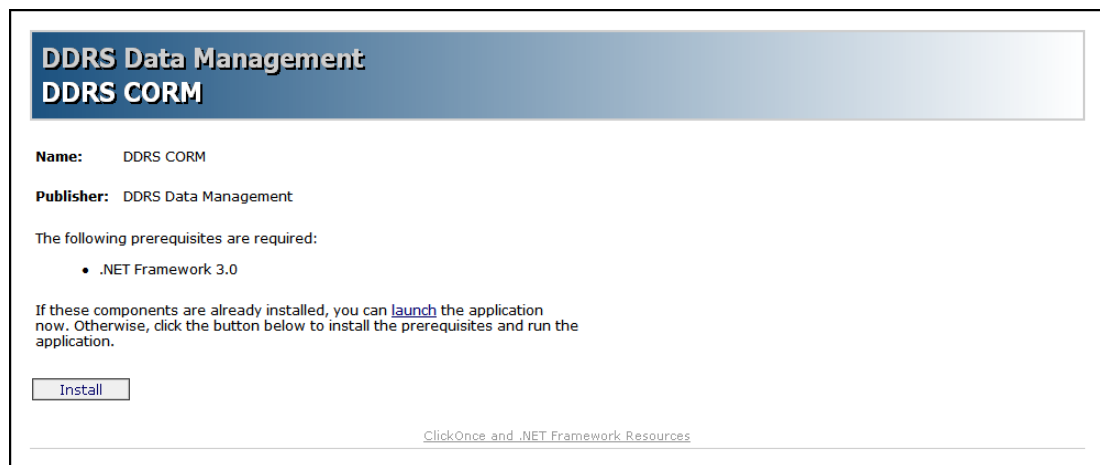 DDRS Data Management
DDRS CORM
Name: DDRS CORM
Publisher: DDRS Data Management
The following prerequisites are required:
• .NET Framework 3.0
If these components are already installed, you can launch the application
now. Otherwise, click the button below to install the prerequisites and run the
application.
Install
ClickOnce and .NET Framework Resources